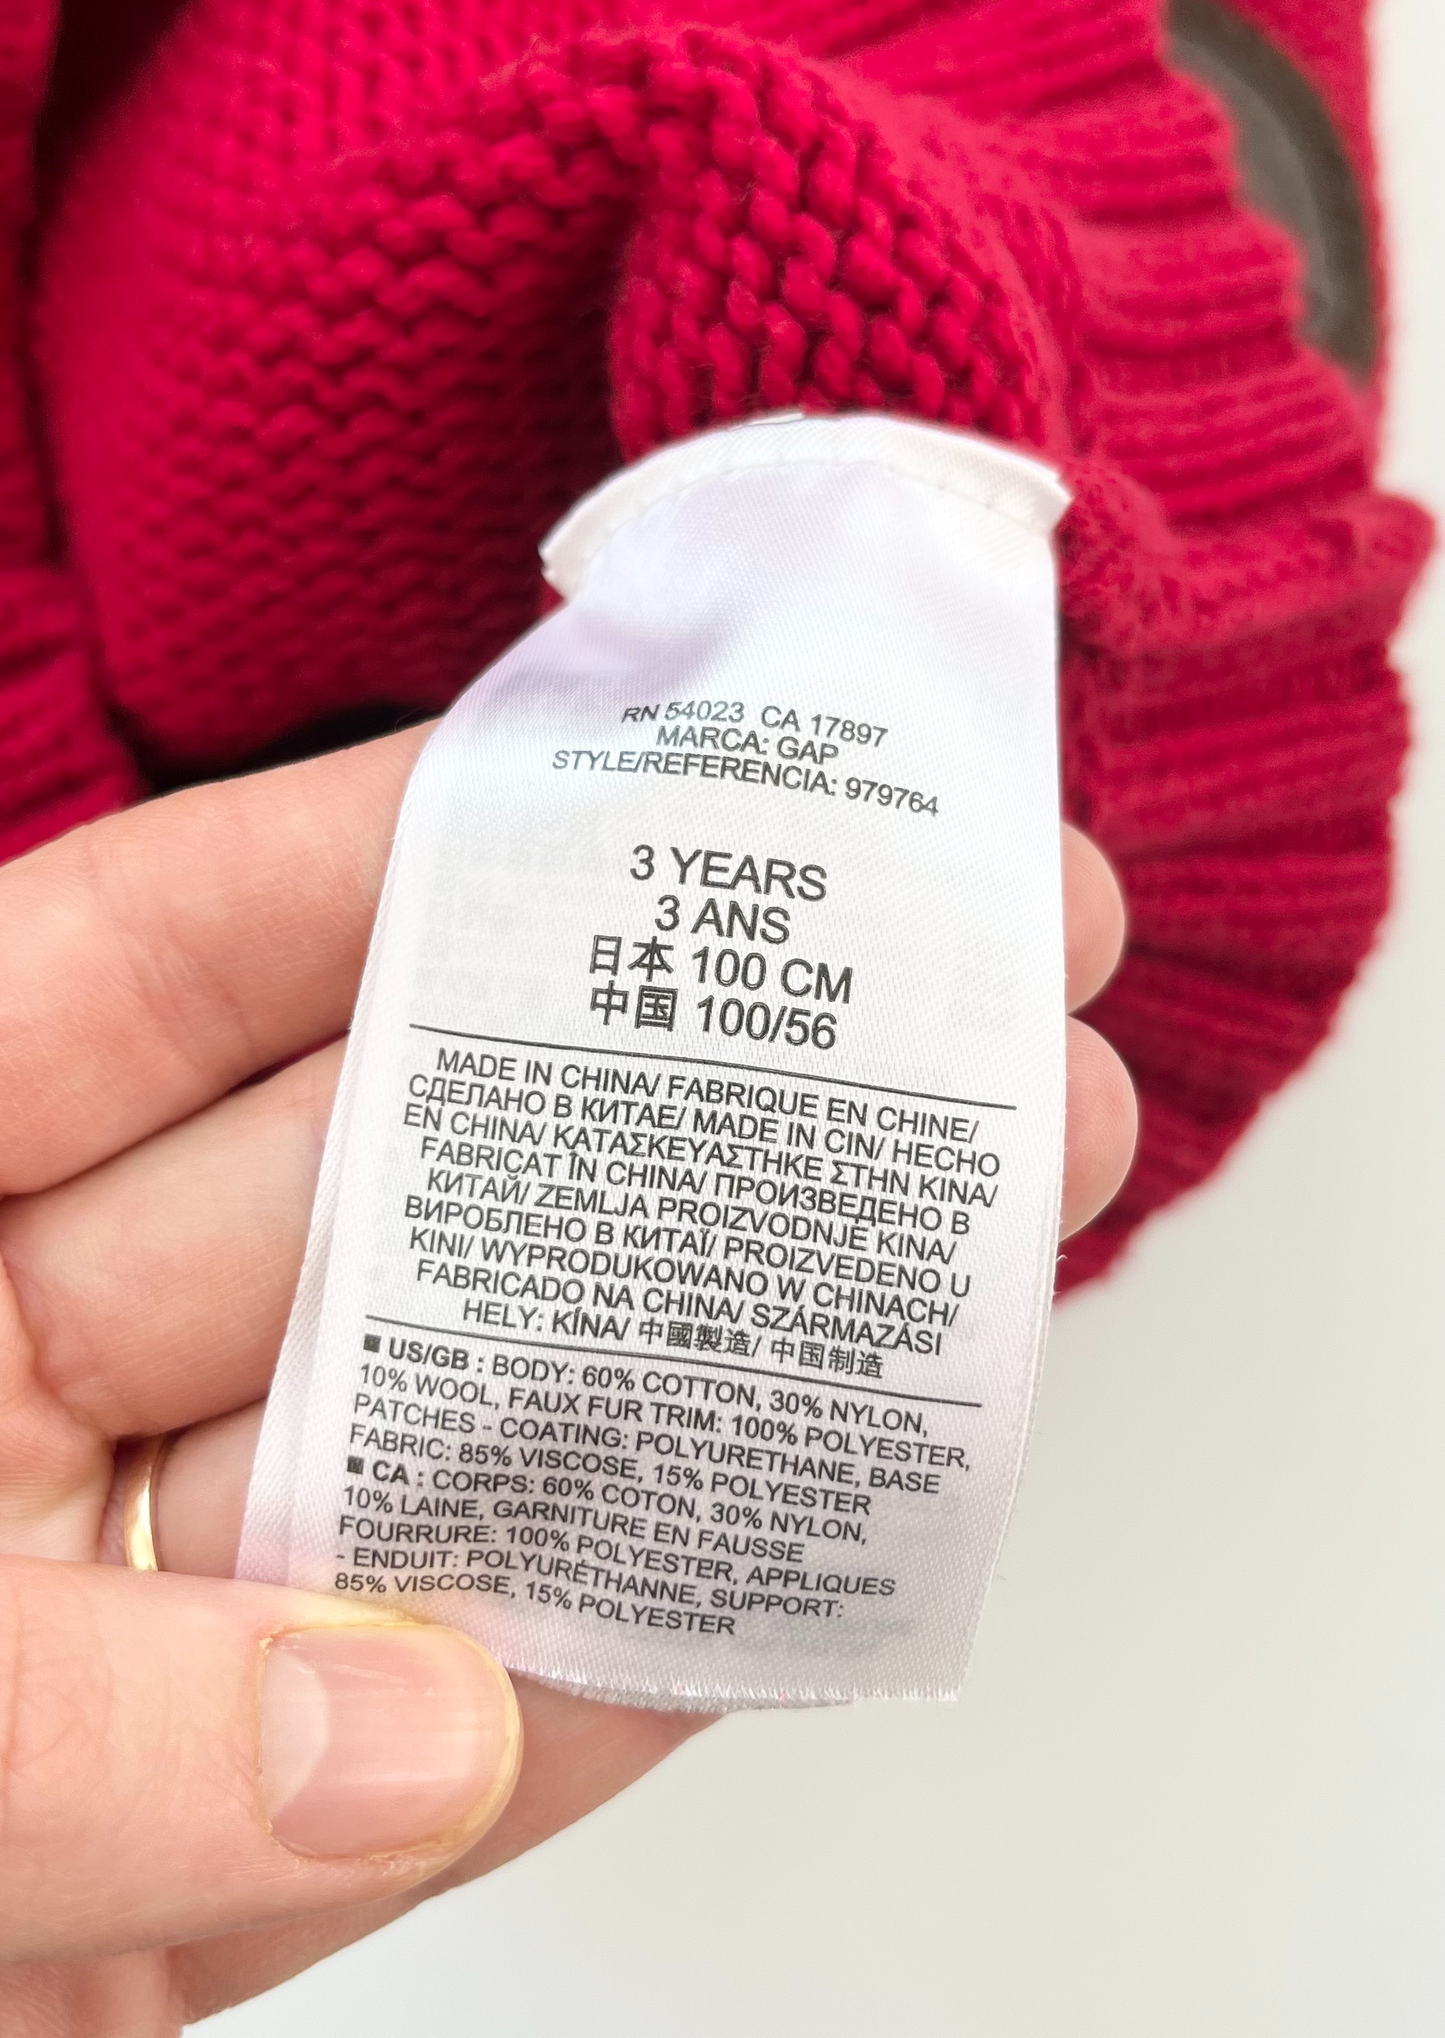 RN 54023 CA 17897
MARCA: GAP
STYLE/REFERENCIA: 979764
3 YEARS
3 ANS
日本 100 CM
中国 100/56
MADE IN CHINA/ FABRIQUE EN CHINE/
СДЕЛАНО В КИТАЕ/ MADE IN CIN/ HECHO
EN CHINA/ ΚΑΤΑΣΚΕΥΑΣΤΗΚΕ ΣΤΗΝ ΚΙΝΑ/
FABRICAT ÎN CHINA/ ПРОИЗВЕДЕНО В
КИТАЙ/ ZEMLJA PROIZVODNJE KINA/
ВИРОБЛЕНО В КИТАЇ/ PROIZVEDENO U
KINI/ WYPRODUKOWANO W CHINACH/
FABRICADO NA CHINA/ SZÁRMAZÁSI
HELY: KÍNA/ 中國製造/ 中国制造
■ US/GB : BODY: 60% COTTON, 30% NYLON,
10% WOOL, FAUX FUR TRIM: 100% POLYESTER,
PATCHES - COATING: POLYURETHANE, BASE
FABRIC: 85% VISCOSE, 15% POLYESTER
■ CA : CORPS: 60% COTON, 30% NYLON,
10% LAINE, GARNITURE EN FAUSSE
FOURRURE: 100% POLYESTER, APPLIQUES
- ENDUIT: POLYURÉTHANNE, SUPPORT:
85% VISCOSE, 15% POLYESTER